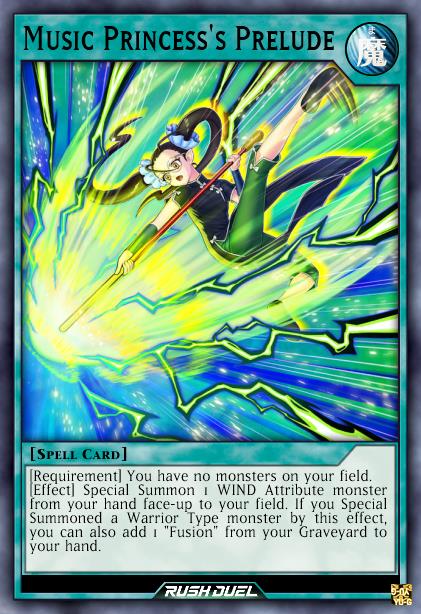 Music Princess's Prelude
ま
魔
[Spell Card]
[Requirement] You have no monsters on your field.
[Effect] Special Summon 1 WIND Attribute monster
from your hand face-up to your field. If you Special
Summoned a Warrior Type monster by this effect,
you can also add 1 "Fusion" from your Graveyard to
your hand.
RUSH DUEL